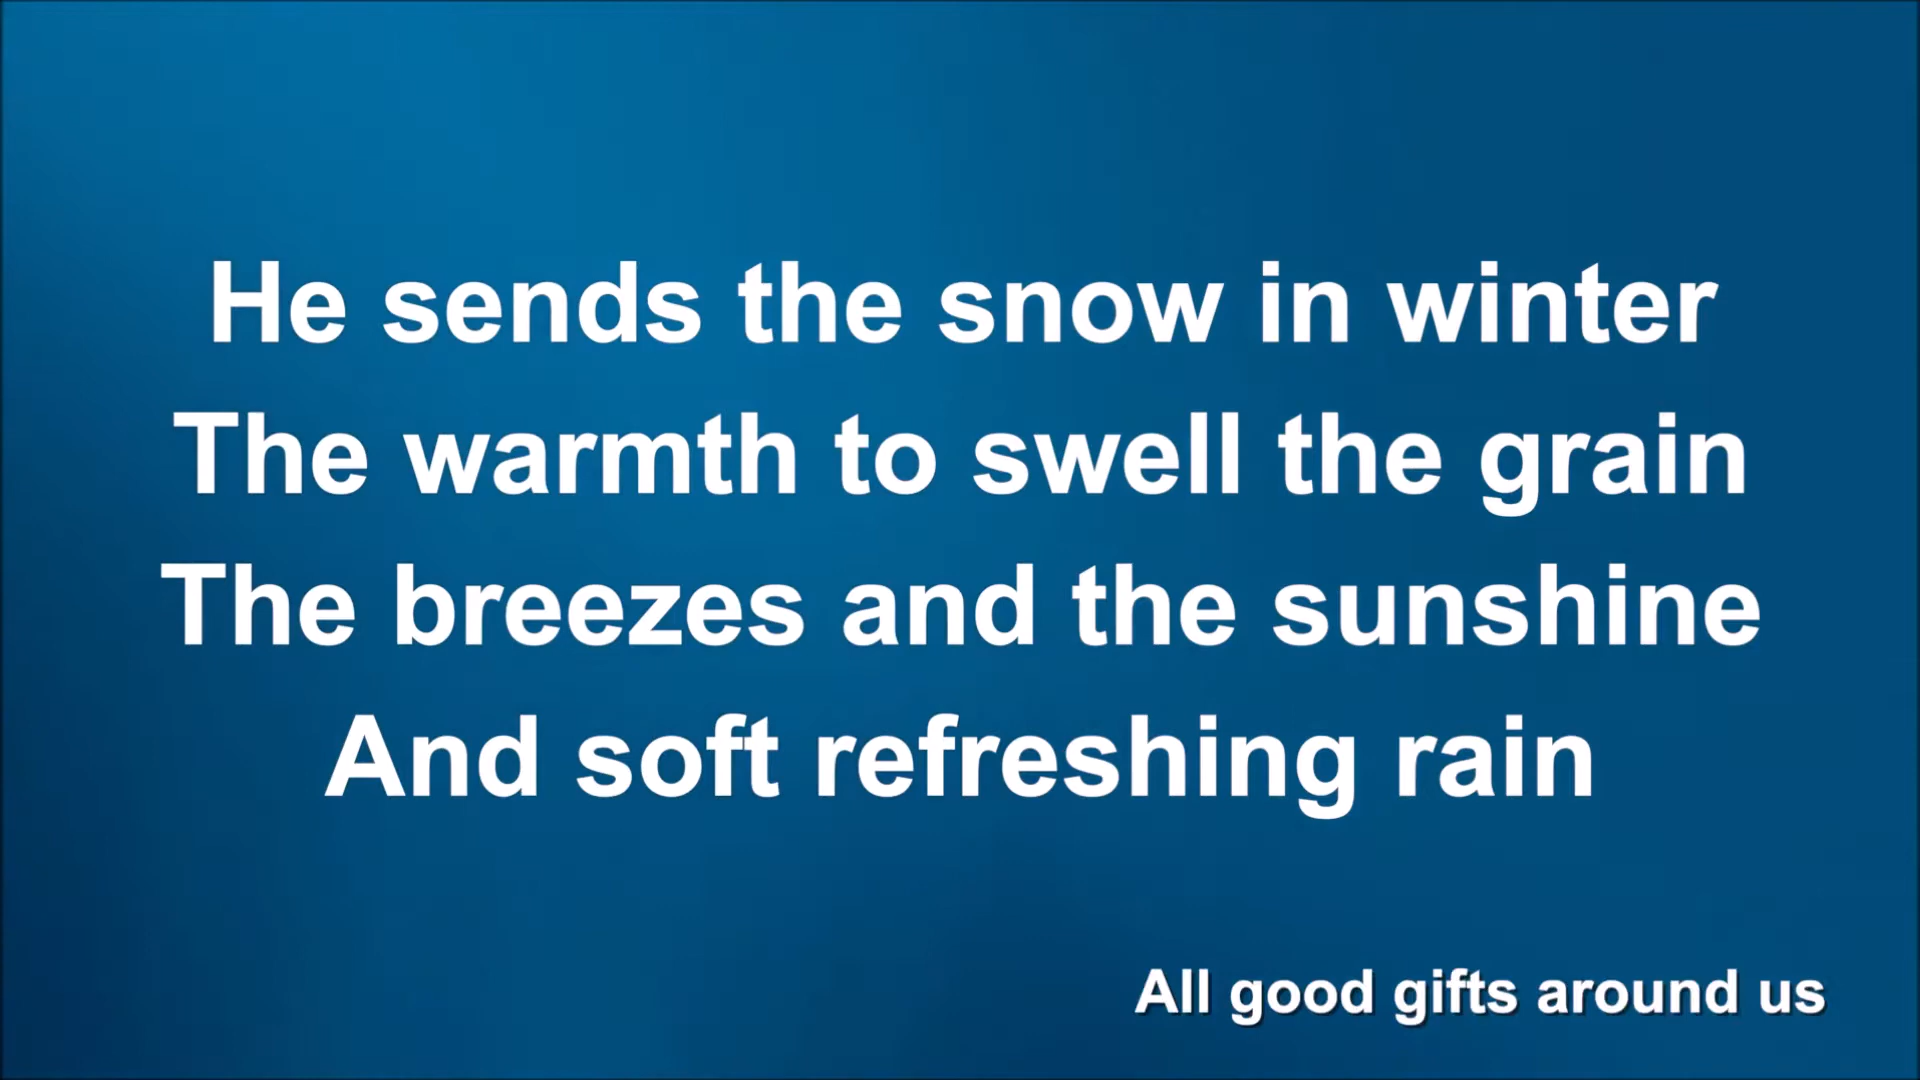 He sends the snow in winter
The warmth to swell the grain
The breezes and the sunshine
And soft refreshing rain
All good gifts around us